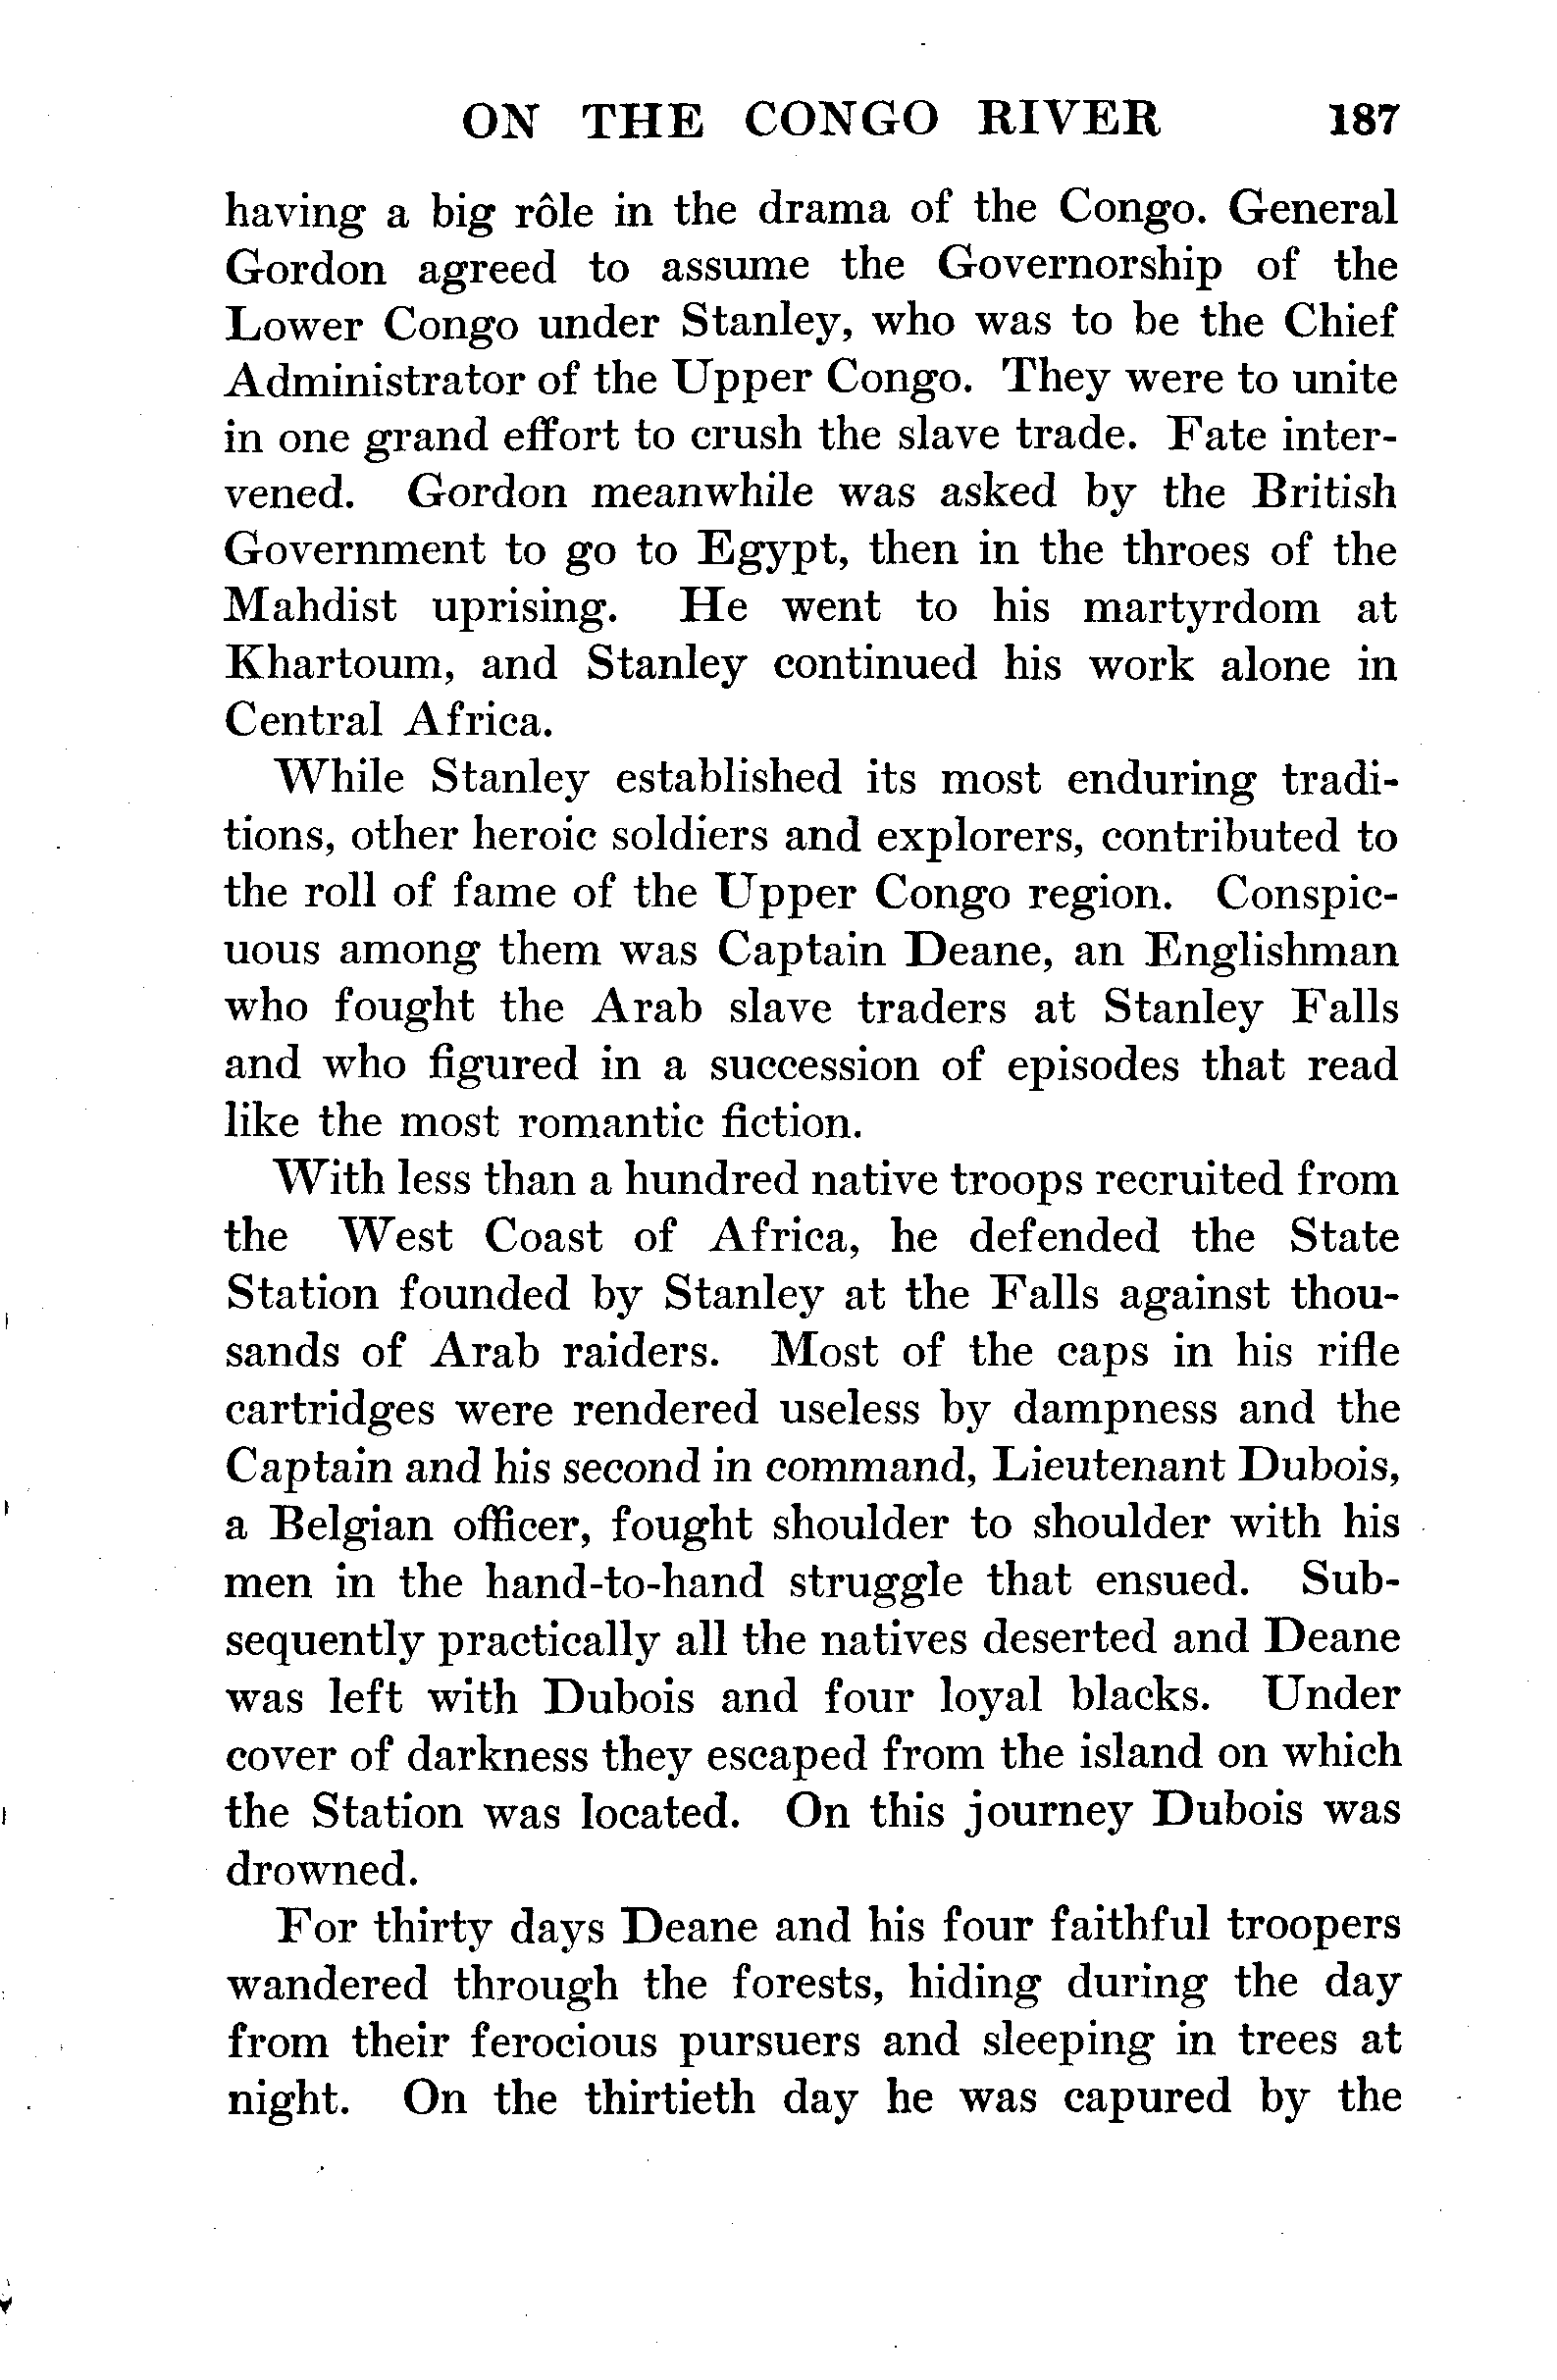 ON THE CONGO RIVER 187
having a big rôle in the drama of the Congo. General
Gordon agreed to assume the Governorship of the
Lower Congo under Stanley, who was to be the Chief
Administrator of the Upper Congo. They were to unite
in one grand effort to crush the slave trade. Fate inter-
vened. Gordon meanwhile was asked by the British
Government to go to Egypt, then in the throes of the
Mahdist uprising. He went to his martyrdom at
Khartoum, and Stanley continued his work alone in
Central Africa.
While Stanley established its most enduring tradi-
tions, other heroic soldiers and explorers, contributed to
the roll of fame of the Upper Congo region. Conspic-
uous among them was Captain Deane, an Englishman
who fought the Arab slave traders at Stanley Falls
and who figured in a succession of episodes that read
like the most romantic fiction.
With less than a hundred native troops recruited from
the West Coast of Africa, he defended the State
Station founded by Stanley at the Falls against thou-
sands of Arab raiders. Most of the caps in his rifle
cartridges were rendered useless by dampness and the
Captain and his second in command, Lieutenant Dubois,
a Belgian officer, fought shoulder to shoulder with his
men in the hand-to-hand struggle that ensued. Sub-
sequently practically all the natives deserted and Deane
was left with Dubois and four loyal blacks. Under
cover of darkness they escaped from the island on which
the Station was located. On this journey Dubois was
drowned.
For thirty days Deane and his four faithful troopers
wandered through the forests, hiding during the day
from their ferocious pursuers and sleeping in trees at
night. On the thirtieth day he was capured by the